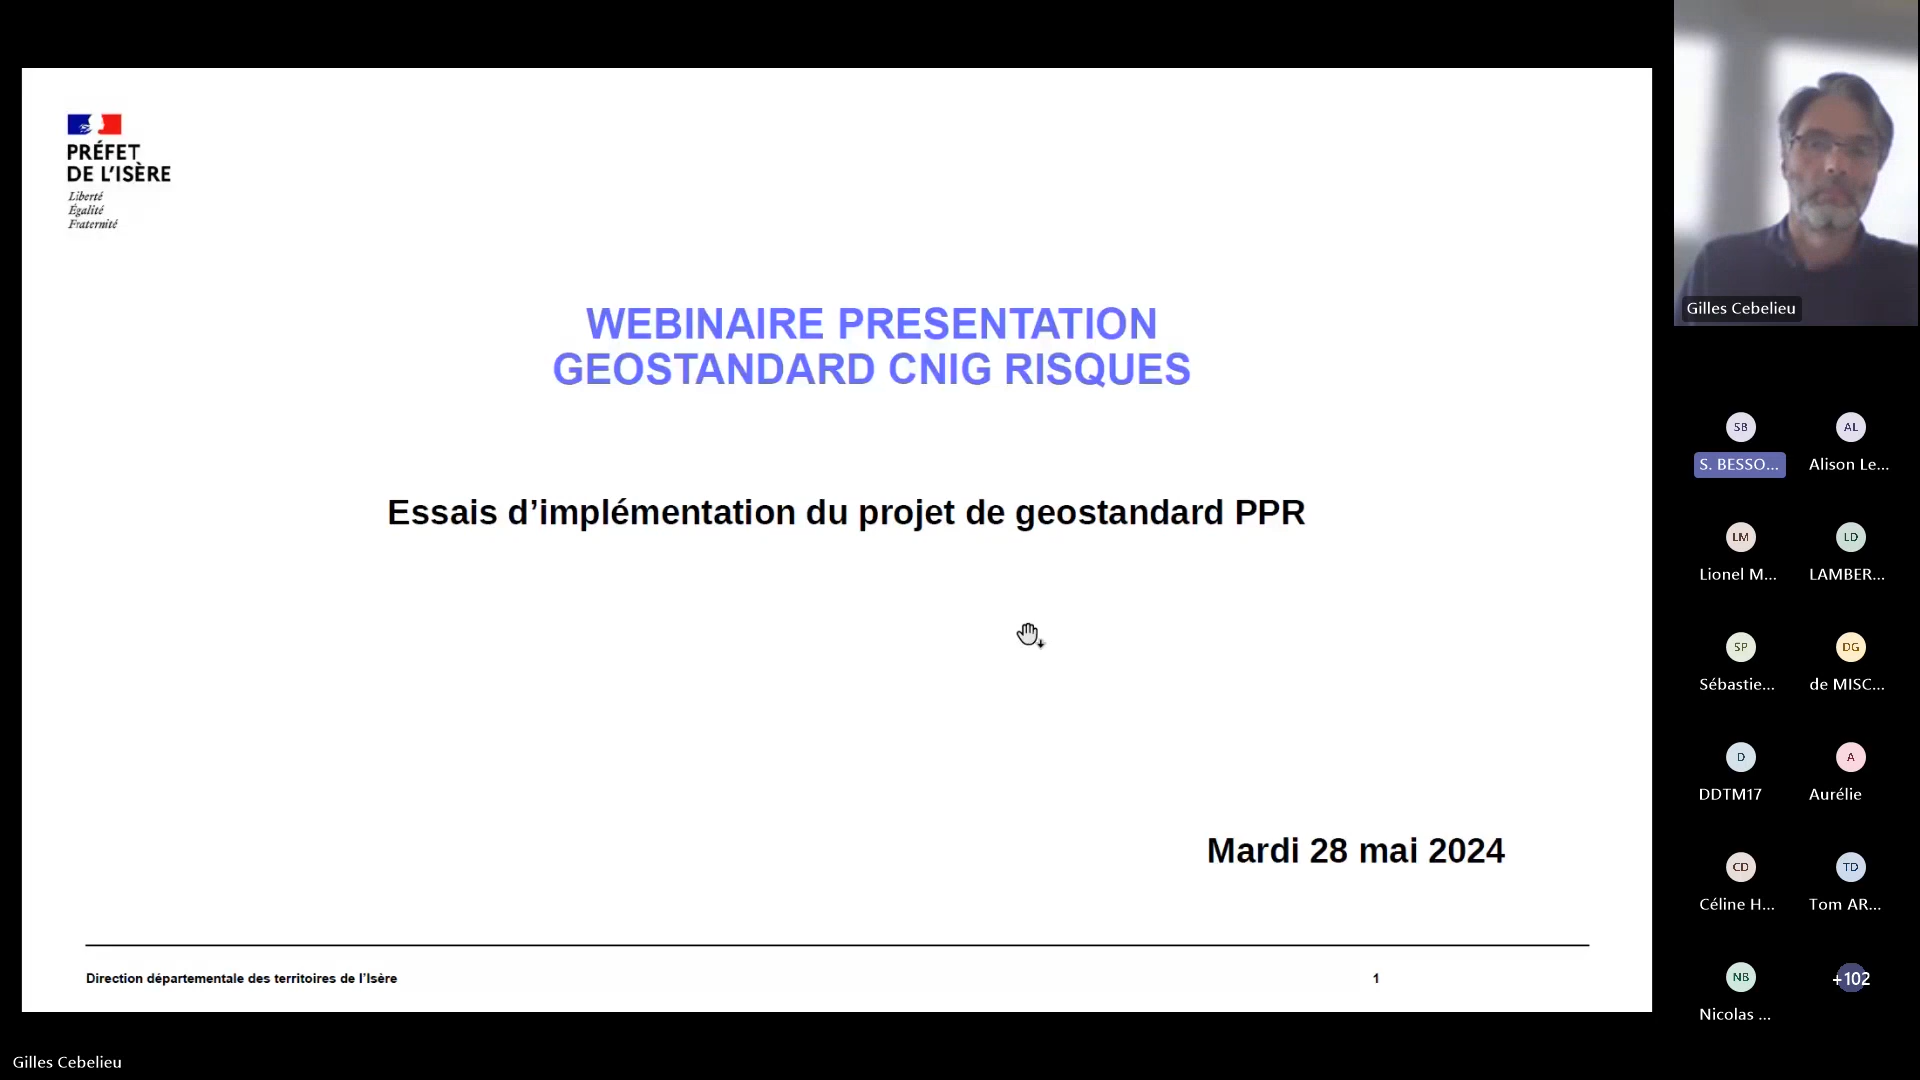 PRÉFET
DE L'ISÈRE
Liberté
Égalité
Fraternité
WEBINAIRE PRESENTATION
GEOSTANDARD CNIG RISQUES
Essais d’implémentation du projet de geostandard PPR
Mardi 28 mai 2024
Direction départementale des territoires de l’Isère
1
Gilles Cebelieu
SB
AL
S. BESSO...
Alison Le...
LM
LD
Lionel M...
LAMBER...
SP
DG
Sébastie...
de MISC...
D
A
DDTM17
Aurélie
CD
TD
Céline H...
Tom AR...
NB
+102
Nicolas ...
Gilles Cebelieu